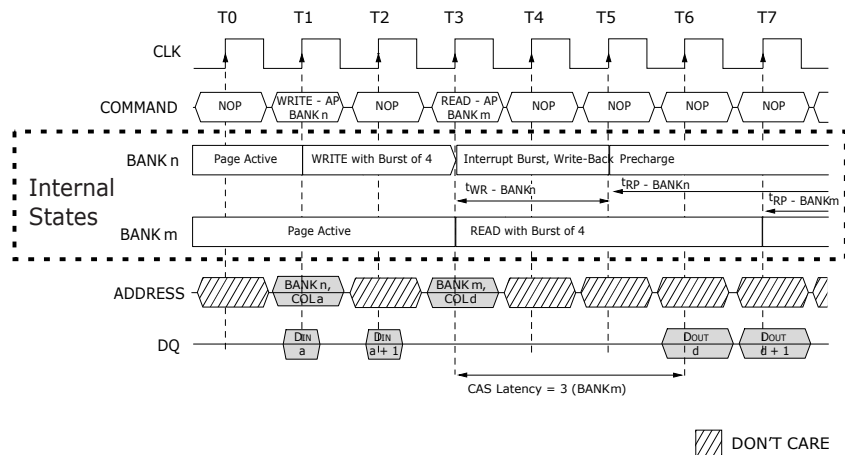 T0 T1 T2 T3 T4 T5 T6 T7
CLK
COMMAND NOP WRITE - AP BANK n NOP READ - AP BANK m NOP NOP NOP NOP
Internal States
BANK n Page Active WRITE with Burst of 4 Interrupt Burst, Write-Back Precharge
tWR - BANKn tRP - BANKn
tRP - BANKm
BANK m Page Active READ with Burst of 4
ADDRESS BANK n, COL a BANK m, COL d
DQ DIN a DIN a + 1 DOUT d DOUT d + 1
CAS Latency = 3 (BANKm)
DON'T CARE